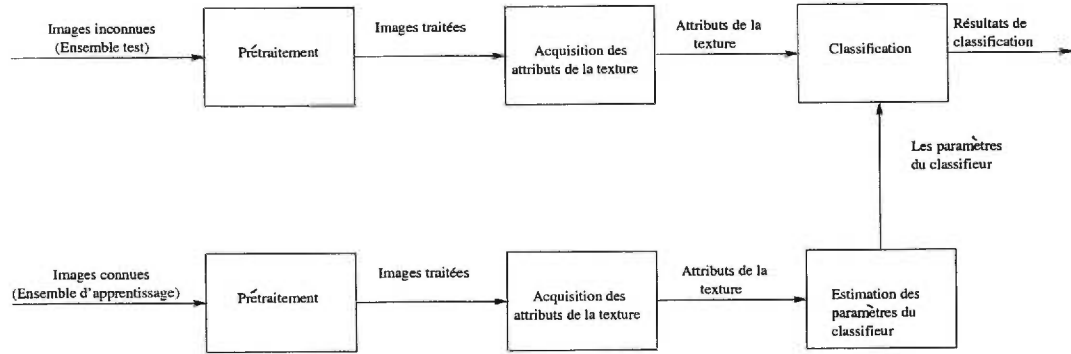 Images inconnues
(Ensemble test)
Prétraitement
Images traitées
Acquisition des
attributs de la texture
Attributs de la
texture
Classification
Résultats de
classification
Les paramètres
du classifieur
Images connues
(Ensemble d'apprentissage)
Prétraitement
Images traitées
Acquisition des
attributs de la texture
Attributs de la
texture
Estimation des
paramètres du
classifieur